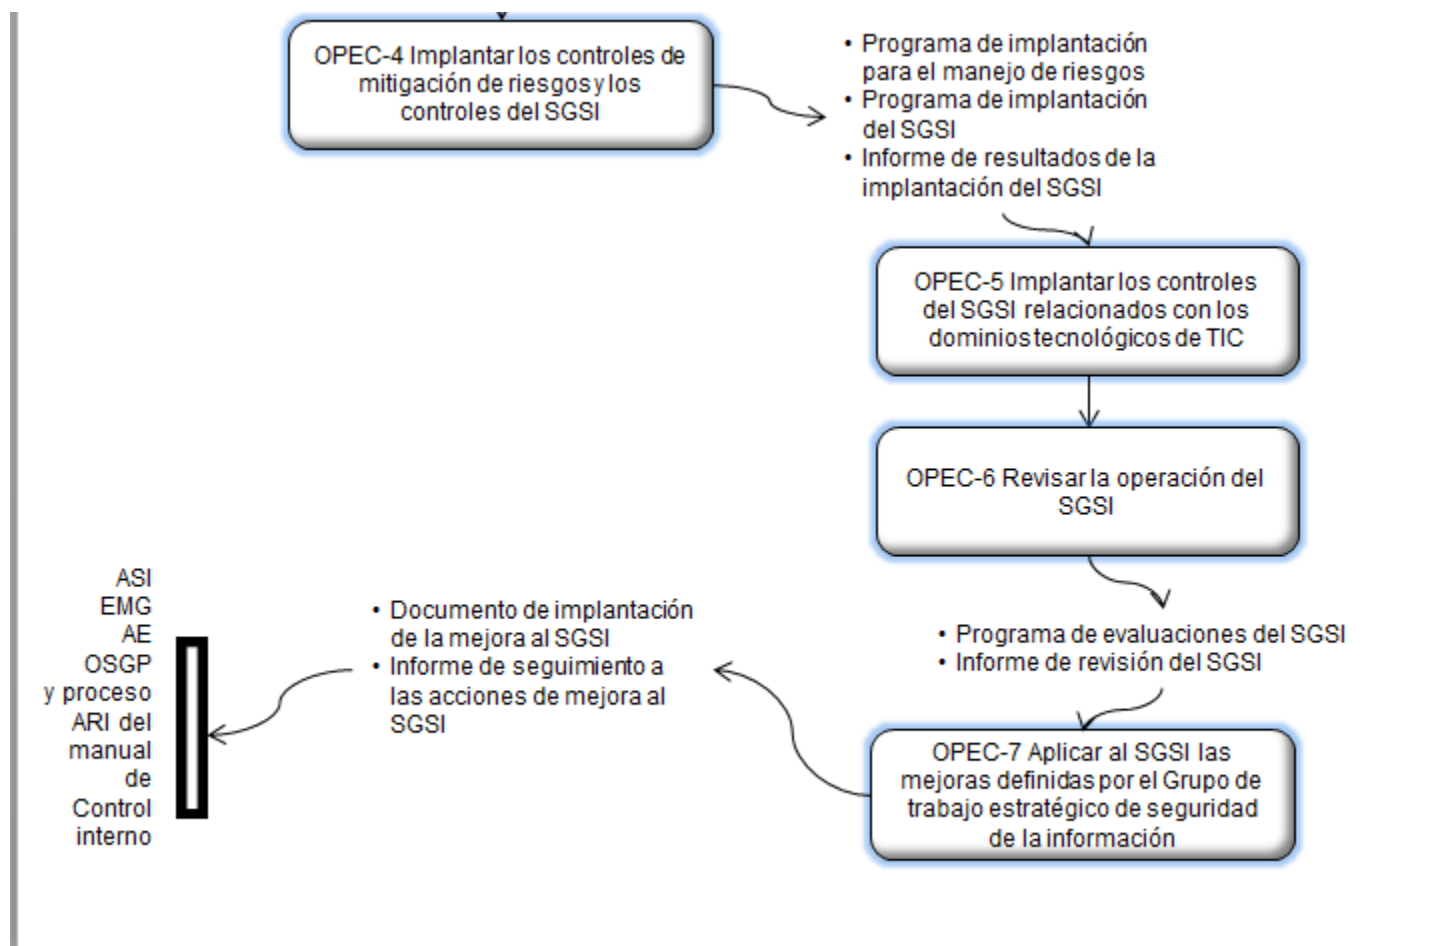 OPEC-4 Implantar los controles de
mitigación de riesgos y los
controles del SGSI
• Programa de implantación
para el manejo de riesgos
• Programa de implantación
del SGSI
• Informe de resultados de la
implantación del SGSI
OPEC-5 Implantar los controles
del SGSI relacionados con los
dominios tecnológicos de TIC
OPEC-6 Revisar la operación del
SGSI
• Programa de evaluaciones del SGSI
• Informe de revisión del SGSI
OPEC-7 Aplicar al SGSI las
mejoras definidas por el Grupo de
trabajo estratégico de seguridad
de la información
• Documento de implantación
de la mejora al SGSI
• Informe de seguimiento a
las acciones de mejora al
SGSI
ASI
EMG
AE
OSGP
y proceso
ARI del
manual
de
Control
interno